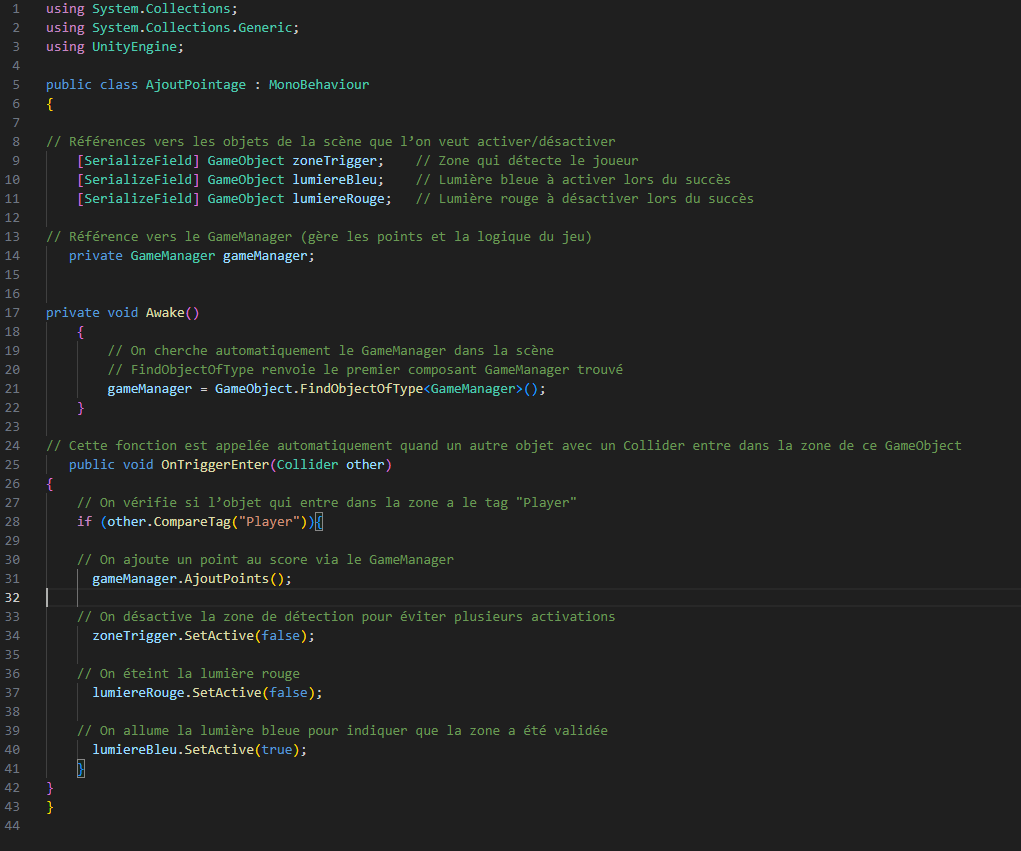 1 using System.Collections;
2 using System.Collections.Generic;
3 using UnityEngine;
4
5 public class AjoutPointage : MonoBehaviour
6 {
7
8 // Références vers les objets de la scène que l’on veut activer/désactiver
9 [SerializeField] GameObject zoneTrigger; // Zone qui détecte le joueur
10 [SerializeField] GameObject lumiereBleu; // Lumière bleue à activer lors du succès
11 [SerializeField] GameObject lumiereRouge; // Lumière rouge à désactiver lors du succès
12
13 // Référence vers le GameManager (gère les points et la logique du jeu)
14 private GameManager gameManager;
15
16
17 private void Awake()
18 {
19 // On cherche automatiquement le GameManager dans la scène
20 // FindObjectOfType renvoie le premier composant GameManager trouvé
21 gameManager = GameObject.FindObjectOfType<GameManager>();
22 }
23
24 // Cette fonction est appelée automatiquement quand un autre objet avec un Collider entre dans la zone de ce GameObject
25 public void OnTriggerEnter(Collider other)
26 {
27 // On vérifie si l’objet qui entre dans la zone a le tag "Player"
28 if (other.CompareTag("Player")){
29
30 // On ajoute un point au score via le GameManager
31 gameManager.AjoutPoints();
32
33 // On désactive la zone de détection pour éviter plusieurs activations
34 zoneTrigger.SetActive(false);
35
36 // On éteint la lumière rouge
37 lumiereRouge.SetActive(false);
38
39 // On allume la lumière bleue pour indiquer que la zone a été validée
40 lumiereBleu.SetActive(true);
41 }
42 }
43 }
44